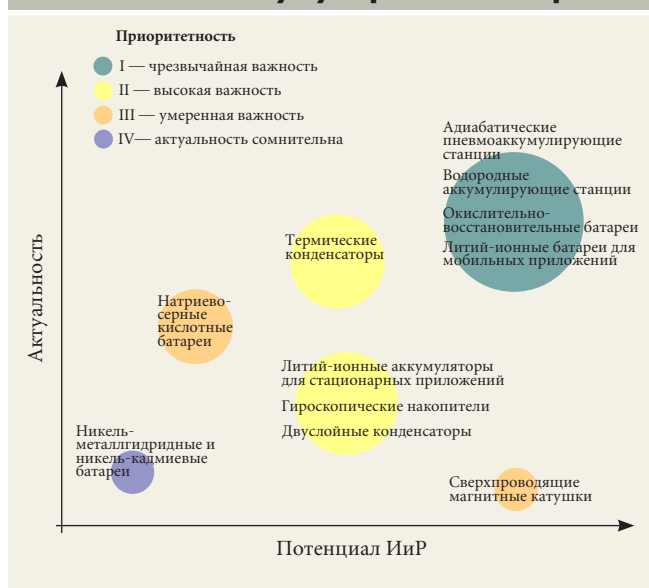 Приоритетность
I — чрезвычайная важность
II — высокая важность
III — умеренная важность
IV— актуальность сомнительна
Адиабатические
пневмоаккумулирующие
станции
Водородные
аккумулирующие станции
Окислительно-
восстановительные батареи
Литий-ионные батареи для
мобильных приложений
Термические
конденсаторы
Натриево-
серные
кислотные
батареи
Литий-ионные аккумуляторы
для стационарных приложений
Гироскопические накопители
Двуслойные конденсаторы
Никель-
металлгидридные и
никель-кадмиевые
батареи
Сверхпроводящие
магнитные катушки
Актуальность
Потенциал ИиР